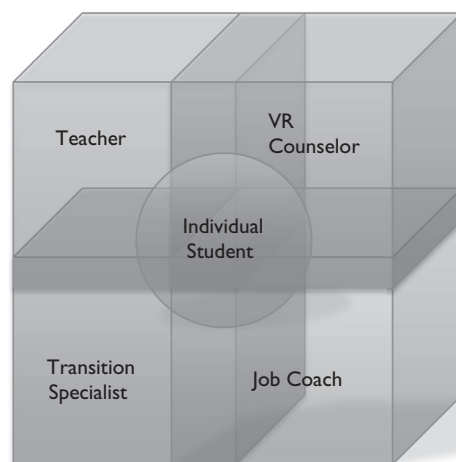 Teacher
VR
Counselor
Individual
Student
Transition
Specialist
Job Coach